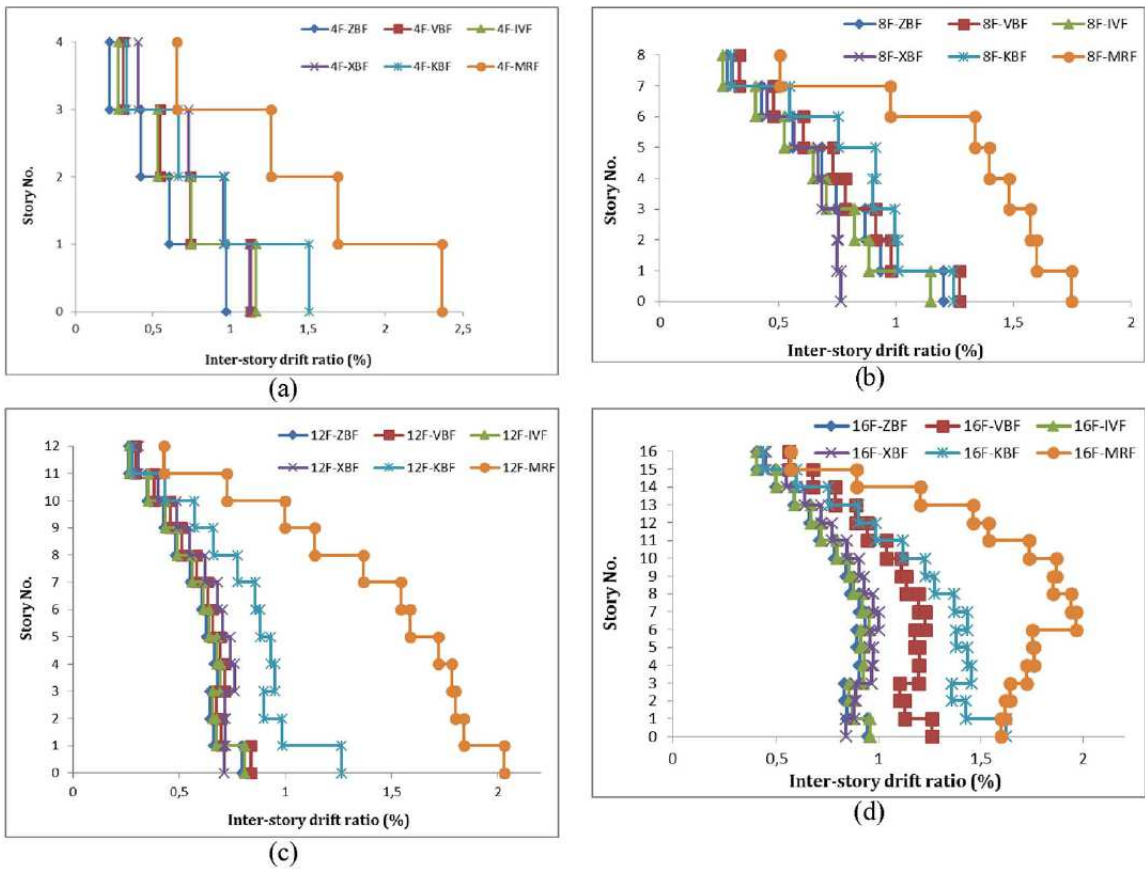 (a)
4F-ZBF 4F-VBF 4F-IVF
4F-XBF 4F-KBF 4F-MRF
4
3
2
1
0
Story No.
0 0,5 1 1,5 2 2,5
Inter-story drift ratio (%)
(a)
8F-ZBF 8F-VBF 8F-IVF
8F-XBF 8F-KBF 8F-MRF
8
7
6
5
4
3
2
1
0
Story No.
0 0,5 1 1,5 2
Inter-story drift ratio (%)
(b)
12F-ZBF 12F-VBF 12F-IVF
12F-XBF 12F-KBF 12F-MRF
12
11
10
9
8
7
6
5
4
3
2
1
0
Story No.
0 0,5 1 1,5 2
Inter-story drift ratio (%)
(c)
16F-ZBF 16F-VBF 16F-IVF
16F-XBF 16F-KBF 16F-MRF
16
15
14
13
12
11
10
9
8
7
6
5
4
3
2
1
0
Story No.
0 0,5 1 1,5 2
Inter-story drift ratio (%)
(d)